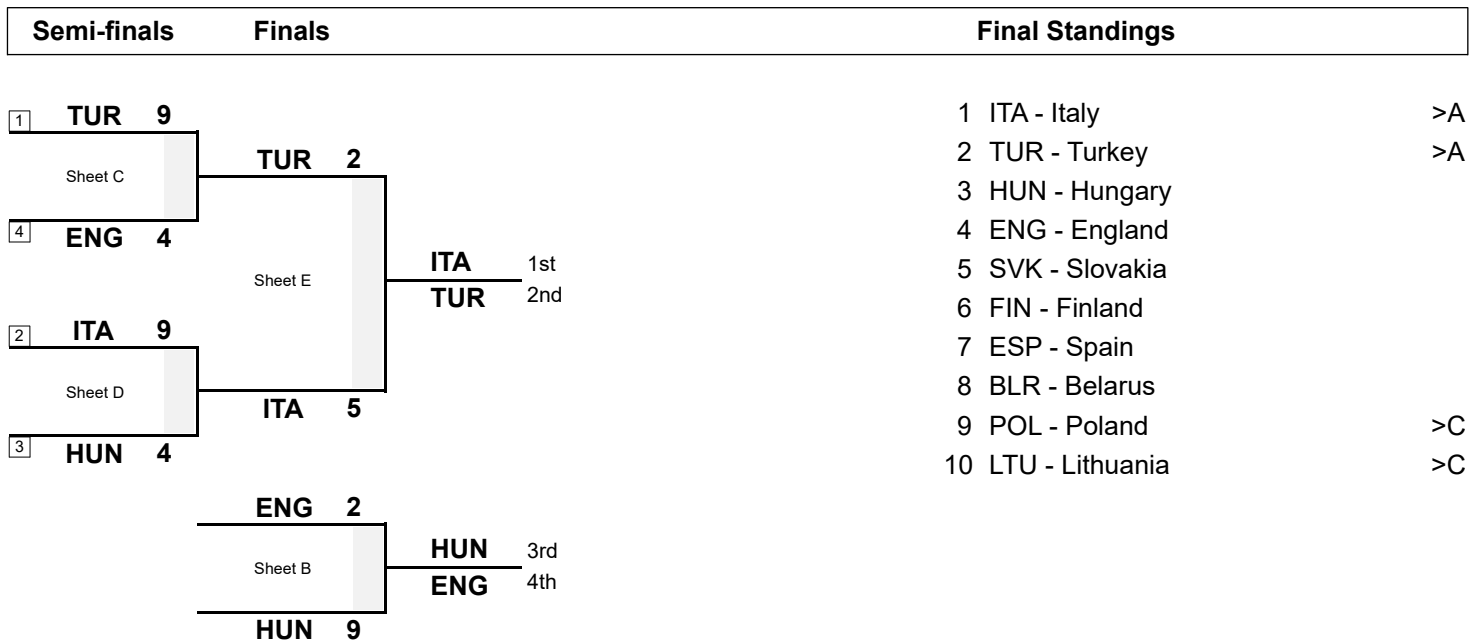 Semi-finals Finals Final Standings
1 TUR 9
Sheet C
4 ENG 4
TUR 2
Sheet E
2 ITA 9
Sheet D
3 HUN 4
ITA 5
ITA 1st
TUR 2nd
ENG 2
Sheet B
HUN 9
HUN 3rd
ENG 4th
1 ITA - Italy >A
2 TUR - Turkey >A
3 HUN - Hungary
4 ENG - England
5 SVK - Slovakia
6 FIN - Finland
7 ESP - Spain
8 BLR - Belarus
9 POL - Poland >C
10 LTU - Lithuania >C